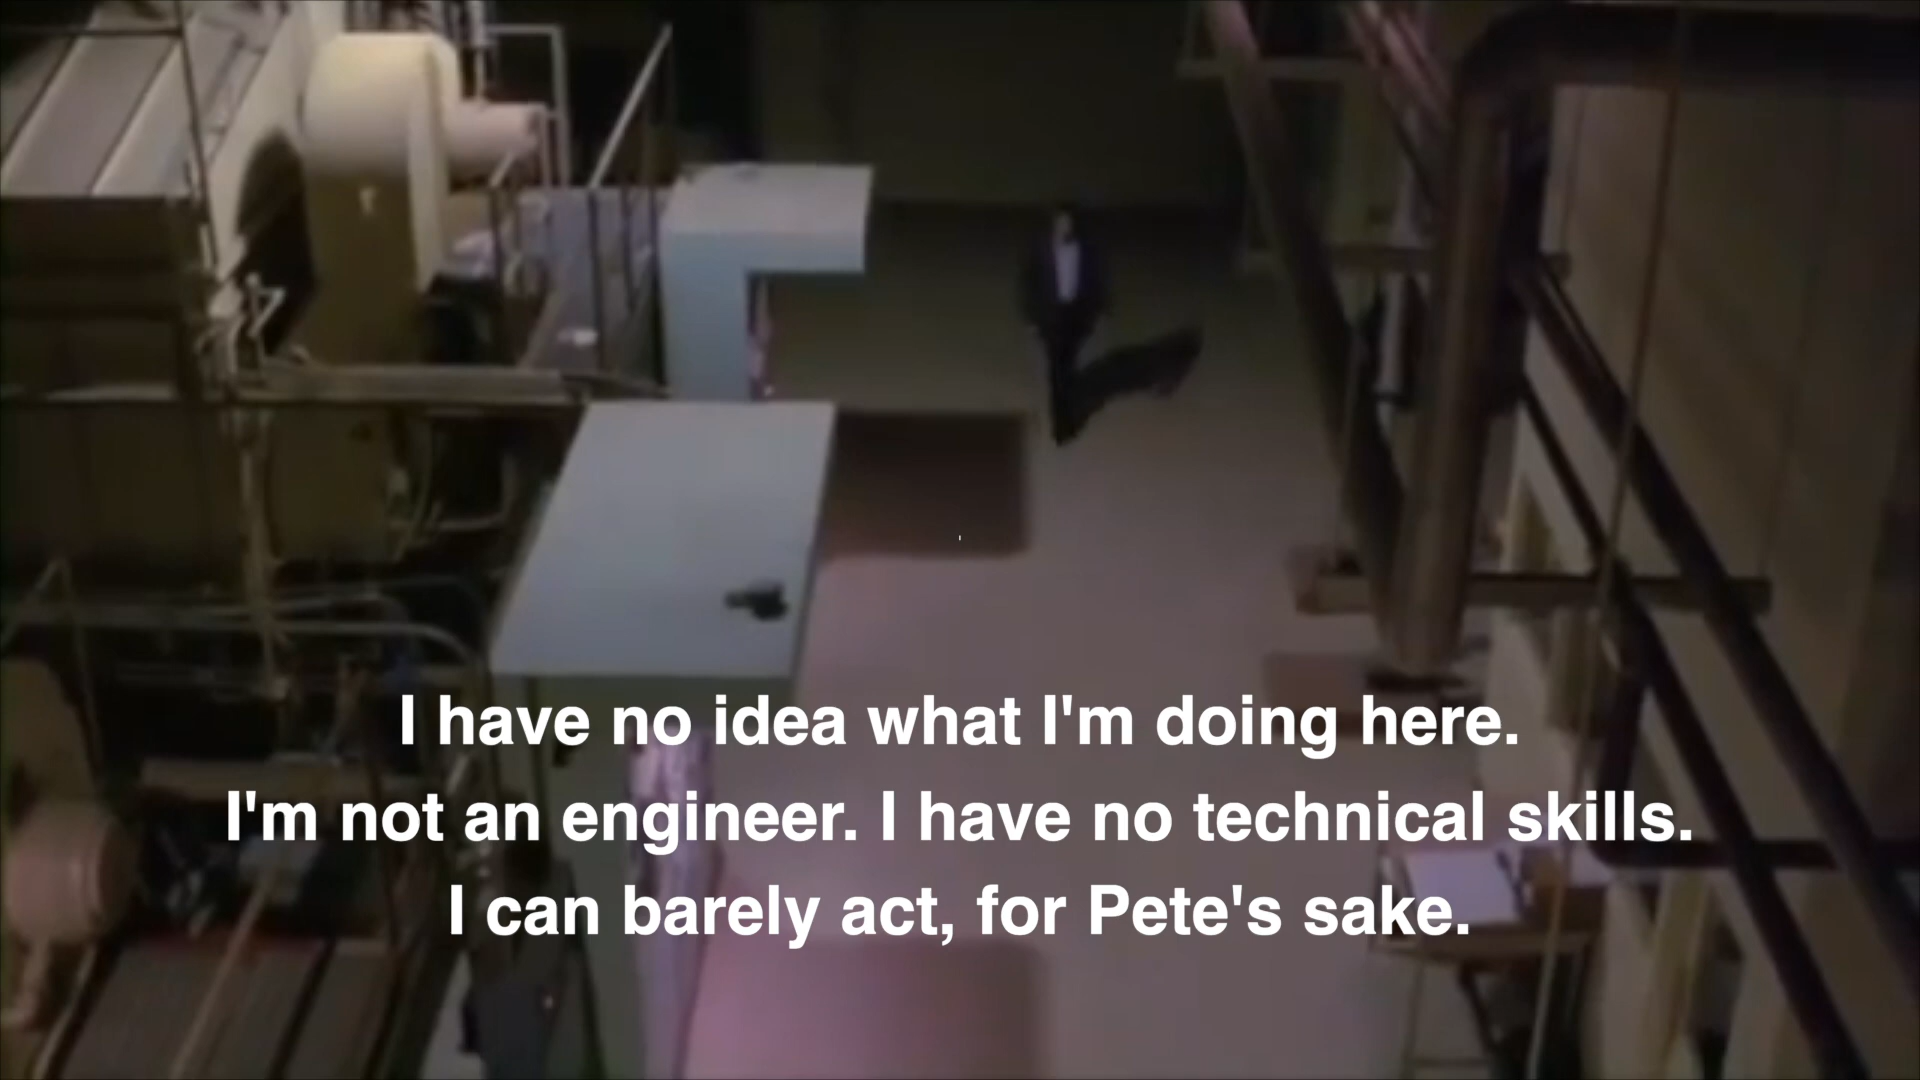 I have no idea what I'm doing here.
I'm not an engineer. I have no technical skills.
I can barely act, for Pete's sake.